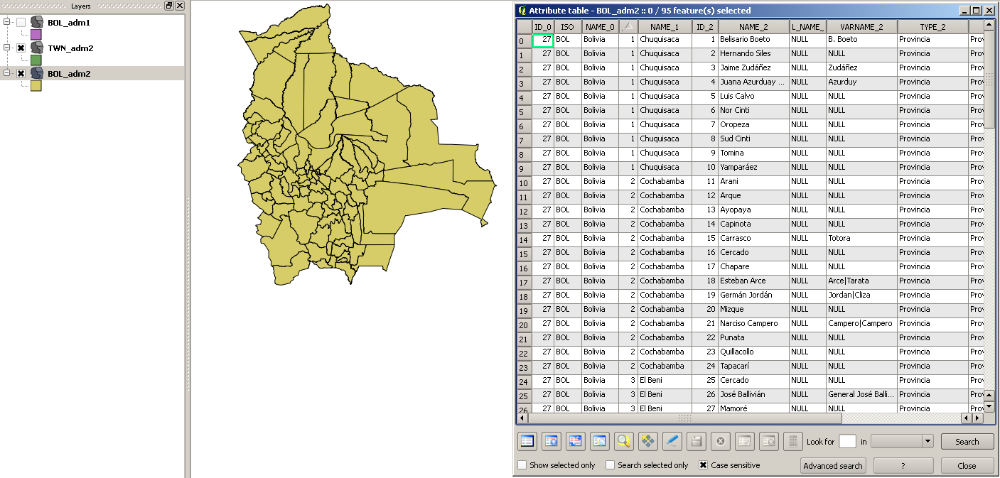 Layers
BOL_adm1
TWN_adm2
BOL_adm2
Attribute table - BOL_adm2 :: 0 / 95 feature(s) selected
ID_0 ISO NAME_0 . NAME_1 ID_2 NAME_2 L_NAME_ VARNAME_2 TYPE_2
0 27 BOL Bolivia 1 Chuquisaca 1 Belisario Boeto NULL B. Boeto Provincia Prov
1 27 BOL Bolivia 1 Chuquisaca 2 Hernando Siles NULL NULL Provincia Prov
2 27 BOL Bolivia 1 Chuquisaca 3 Jaime Zudáñez NULL Zudáñez Provincia Prov
3 27 BOL Bolivia 1 Chuquisaca 4 Juana Azurduay ... NULL Azurduy Provincia Prov
4 27 BOL Bolivia 1 Chuquisaca 5 Luis Calvo NULL NULL Provincia Prov
5 27 BOL Bolivia 1 Chuquisaca 6 Nor Cinti NULL NULL Provincia Prov
6 27 BOL Bolivia 1 Chuquisaca 7 Oropeza NULL NULL Provincia Prov
7 27 BOL Bolivia 1 Chuquisaca 8 Sud Cinti NULL NULL Provincia Prov
8 27 BOL Bolivia 1 Chuquisaca 9 Tomina NULL NULL Provincia Prov
9 27 BOL Bolivia 1 Chuquisaca 10 Yamparáez NULL NULL Provincia Prov
10 27 BOL Bolivia 2 Cochabamba 11 Arani NULL NULL Provincia Prov
11 27 BOL Bolivia 2 Cochabamba 12 Arque NULL NULL Provincia Prov
12 27 BOL Bolivia 2 Cochabamba 13 Ayopaya NULL NULL Provincia Prov
13 27 BOL Bolivia 2 Cochabamba 14 Capinota NULL NULL Provincia Prov
14 27 BOL Bolivia 2 Cochabamba 15 Carrasco NULL Totora Provincia Prov
15 27 BOL Bolivia 2 Cochabamba 16 Cercado NULL NULL Provincia Prov
16 27 BOL Bolivia 2 Cochabamba 17 Chapare NULL NULL Provincia Prov
17 27 BOL Bolivia 2 Cochabamba 18 Esteban Arce NULL Arce|Tarata Provincia Prov
18 27 BOL Bolivia 2 Cochabamba 19 Germán Jordán NULL Jordan|Cliza Provincia Prov
19 27 BOL Bolivia 2 Cochabamba 20 Mizque NULL NULL Provincia Prov
20 27 BOL Bolivia 2 Cochabamba 21 Narciso Campero NULL Campero|Campero Provincia Prov
21 27 BOL Bolivia 2 Cochabamba 22 Punata NULL NULL Provincia Prov
22 27 BOL Bolivia 2 Cochabamba 23 Quillacollo NULL NULL Provincia Prov
23 27 BOL Bolivia 2 Cochabamba 24 Tapacarí NULL NULL Provincia Prov
24 27 BOL Bolivia 3 El Beni 25 Cercado NULL NULL Provincia Prov
25 27 BOL Bolivia 3 El Beni 26 José Ballivián NULL General José Balli... Provincia Prov
26 27 BOL Bolivia 3 El Beni 27 Mamoré NULL NULL Provincia Prov
Look for in Search
Show selected only Search selected only Case sensitive Advanced search ? Close